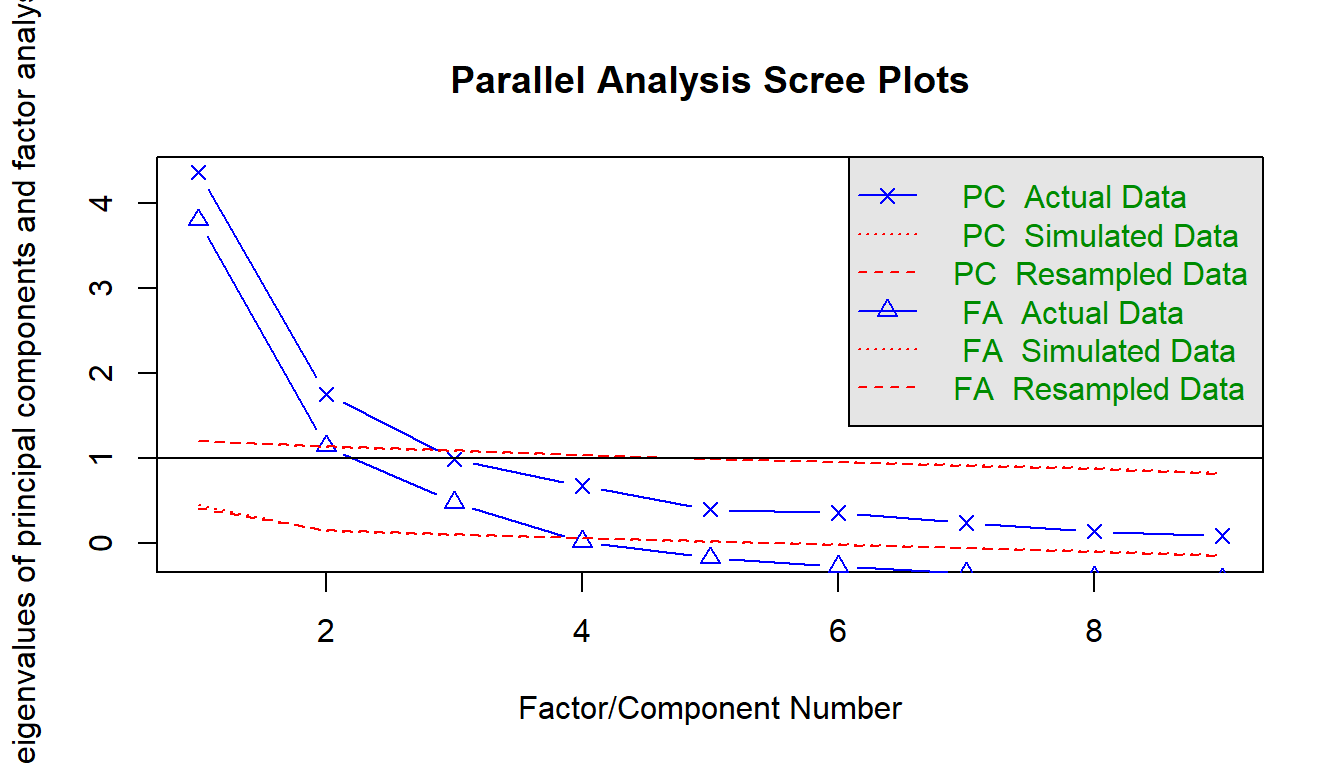 Parallel Analysis Scree Plots
eigenvalues of principal components and factor
4
3
2
1
0
PC Actual Data
PC Simulated Data
PC Resampled Data
FA Actual Data
FA Simulated Data
FA Resampled Data
2
4
6
8
Factor/Component Number